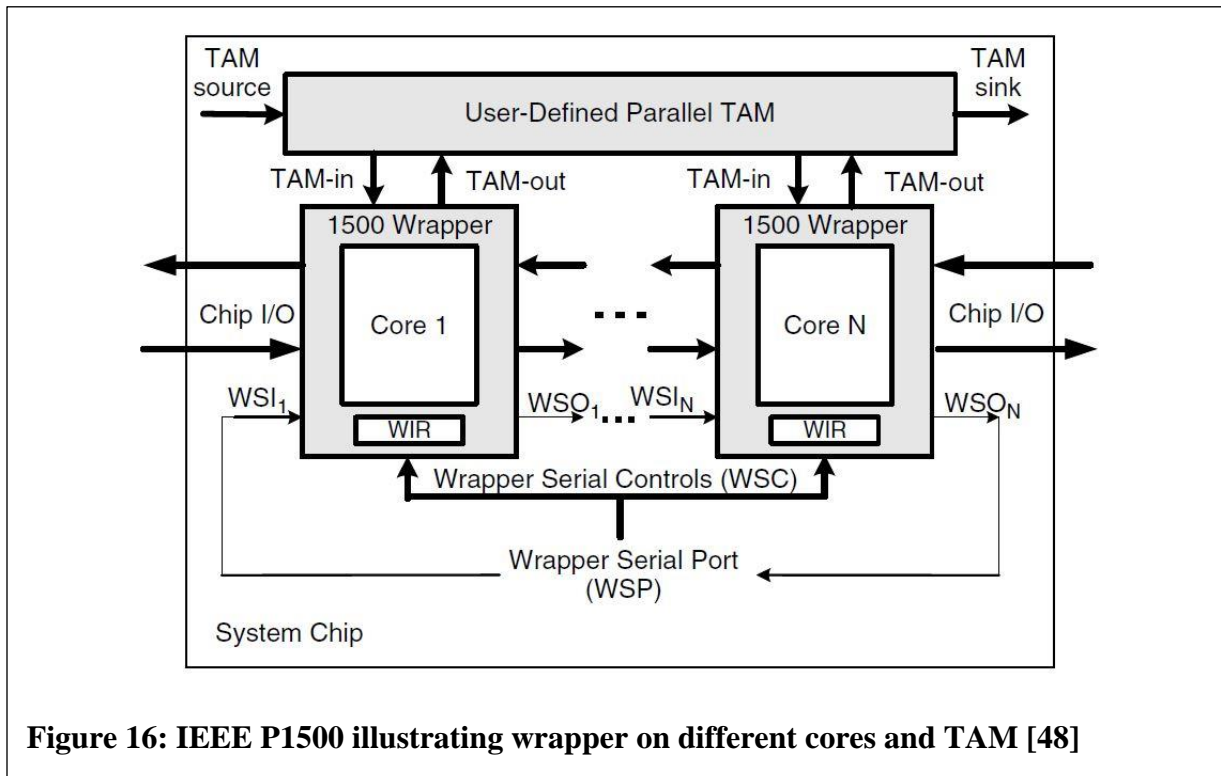 TAM
source
TAM
sink
User-Defined Parallel TAM
TAM-in
TAM-out
TAM-in
TAM-out
1500 Wrapper
1500 Wrapper
Chip I/O
Core 1
...
Core N
Chip I/O
WSI1
WSO1
...
WSIN
WSON
WIR
WIR
Wrapper Serial Controls (WSC)
Wrapper Serial Port
(WSP)
System Chip
Figure 16: IEEE P1500 illustrating wrapper on different cores and TAM [48]